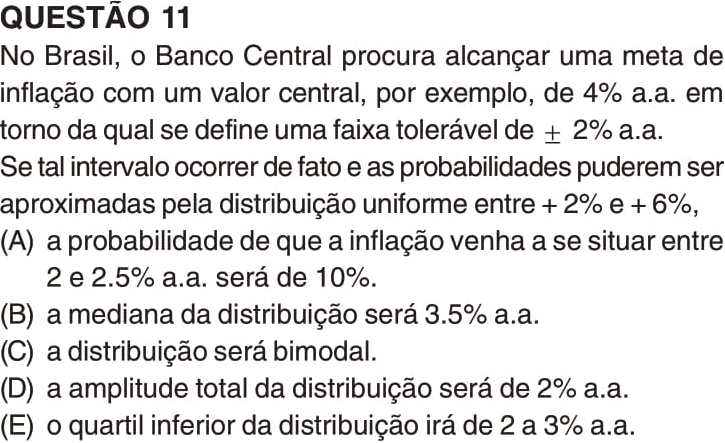 QUESTÃO 11
No Brasil, o Banco Central procura alcançar uma meta de
inflação com um valor central, por exemplo, de 4% a.a. em
torno da qual se define uma faixa tolerável de ± 2% a.a.
Se tal intervalo ocorrer de fato e as probabilidades puderem ser
aproximadas pela distribuição uniforme entre + 2% e + 6%,
(A) a probabilidade de que a inflação venha a se situar entre
2 e 2.5% a.a. será de 10%.
(B) a mediana da distribuição será 3.5% a.a.
(C) a distribuição será bimodal.
(D) a amplitude total da distribuição será de 2% a.a.
(E) o quartil inferior da distribuição irá de 2 a 3% a.a.